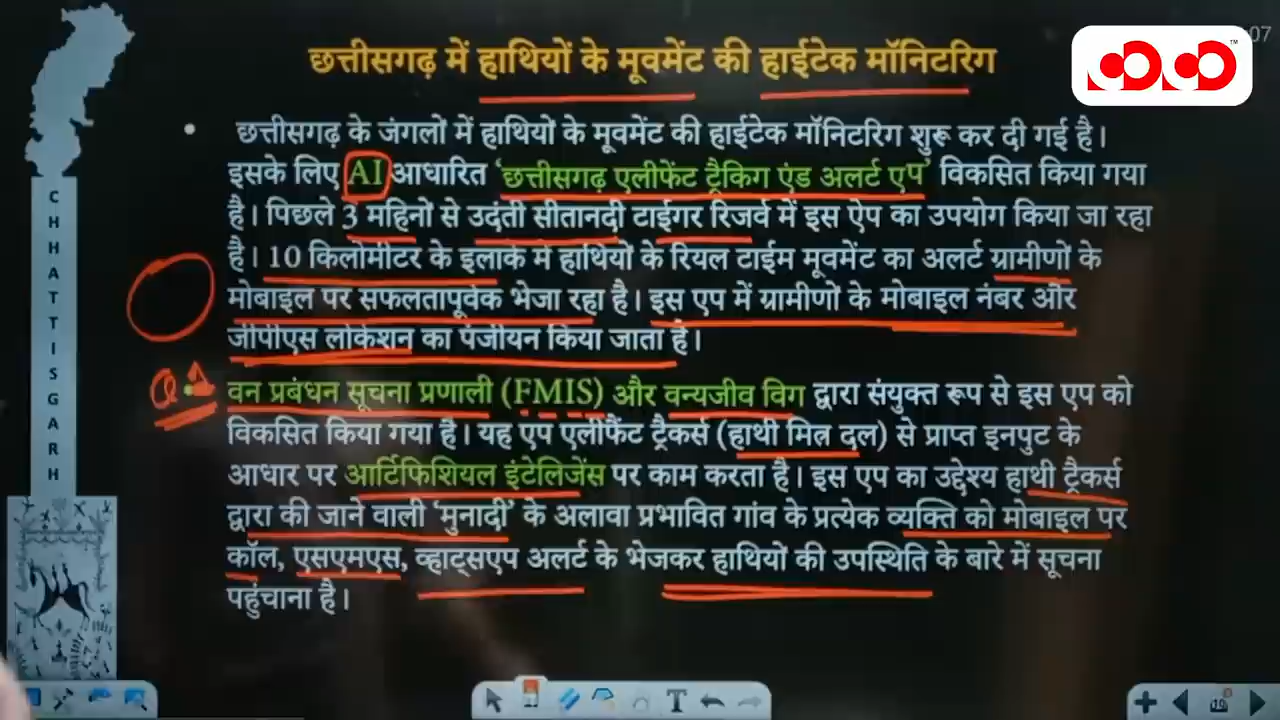 छत्तीसगढ़ में हाथियों के मूवमेंट की हाईटेक मॉनिटरिंग
• छत्तीसगढ़ के जंगलों में हाथियों के मूवमेंट की हाईटेक मॉनिटरिंग शुरू कर दी गई है।
इसके लिए AI आधारित ‘छत्तीसगढ़ एलीफेंट ट्रैकिंग एंड अलर्ट एप’ विकसित किया गया
है। पिछले 3 महिनों से उदंती सीतानदी टाईगर रिजर्व में इस ऐप का उपयोग किया जा रहा
है। 10 किलोमीटर के इलाके में हाथियों के रियल टाईम मूवमेंट का अलर्ट ग्रामीणों के
मोबाइल पर सफलतापूर्वक भेजा रहा है। इस एप में ग्रामीणों के मोबाइल नंबर और
जीपीएस लोकेशन का पंजीयन किया जाता है।
वन प्रबंधन सूचना प्रणाली (FMIS) और वन्यजीव विंग द्वारा संयुक्त रूप से इस एप को
विकसित किया गया है। यह एप एलीफैंट ट्रैकर्स (हाथी मित्र दल) से प्राप्त इनपुट के
आधार पर आर्टिफिशियल इंटेलिजेंस पर काम करता है। इस एप का उद्देश्य हाथी ट्रैकर्स
द्वारा की जाने वाली ‘मुनादी’ के अलावा प्रभावित गांव के प्रत्येक व्यक्ति को मोबाइल पर
कॉल, एसएमएस, व्हाट्सएप अलर्ट के भेजकर हाथियों की उपस्थिति के बारे में सूचना
पहुंचाना है।
CHHATTISGARH
07
TM
T